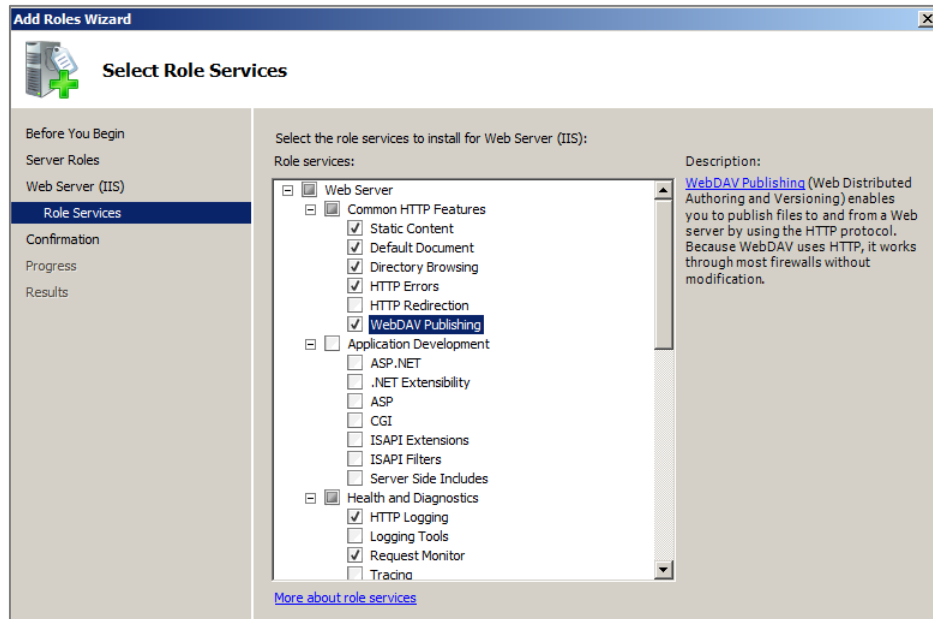 Add Roles Wizard
Select Role Services
Before You Begin
Server Roles
Web Server (IIS)
Role Services
Confirmation
Progress
Results
Select the role services to install for Web Server (IIS):
Role services:
Web Server
Common HTTP Features
Static Content
Default Document
Directory Browsing
HTTP Errors
HTTP Redirection
WebDAV Publishing
Application Development
ASP.NET
.NET Extensibility
ASP
CGI
ISAPI Extensions
ISAPI Filters
Server Side Includes
Health and Diagnostics
HTTP Logging
Logging Tools
Request Monitor
Tracing
More about role services
Description:
WebDAV Publishing (Web Distributed
Authoring and Versioning) enables
you to publish files to and from a Web
server by using the HTTP protocol.
Because WebDAV uses HTTP, it works
through most firewalls without
modification.